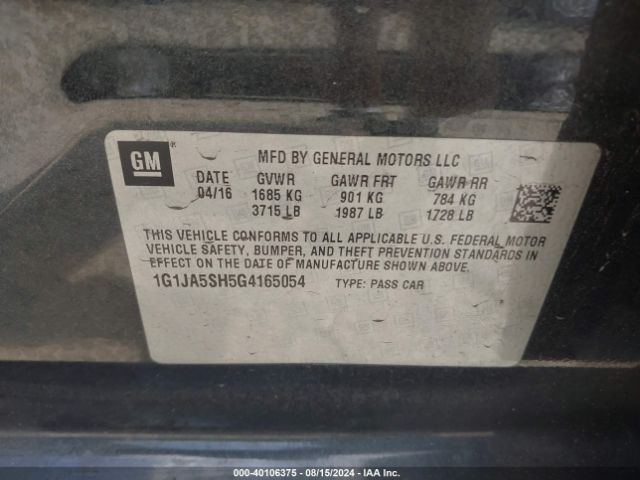 GM ® MFD BY GENERAL MOTORS LLC
DATE GVWR GAWR FRT GAWR RR
04/16 1685 KG 901 KG 784 KG
3715 LB 1987 LB 1728 LB
THIS VEHICLE CONFORMS TO ALL APPLICABLE U.S. FEDERAL MOTOR
VEHICLE SAFETY, BUMPER, AND THEFT PREVENTION STANDARDS IN
EFFECT ON THE DATE OF MANUFACTURE SHOWN ABOVE.
1G1JA5SH5G4165054 TYPE: PASS CAR
000-40106375 - 08/15/2024 - IAA Inc.